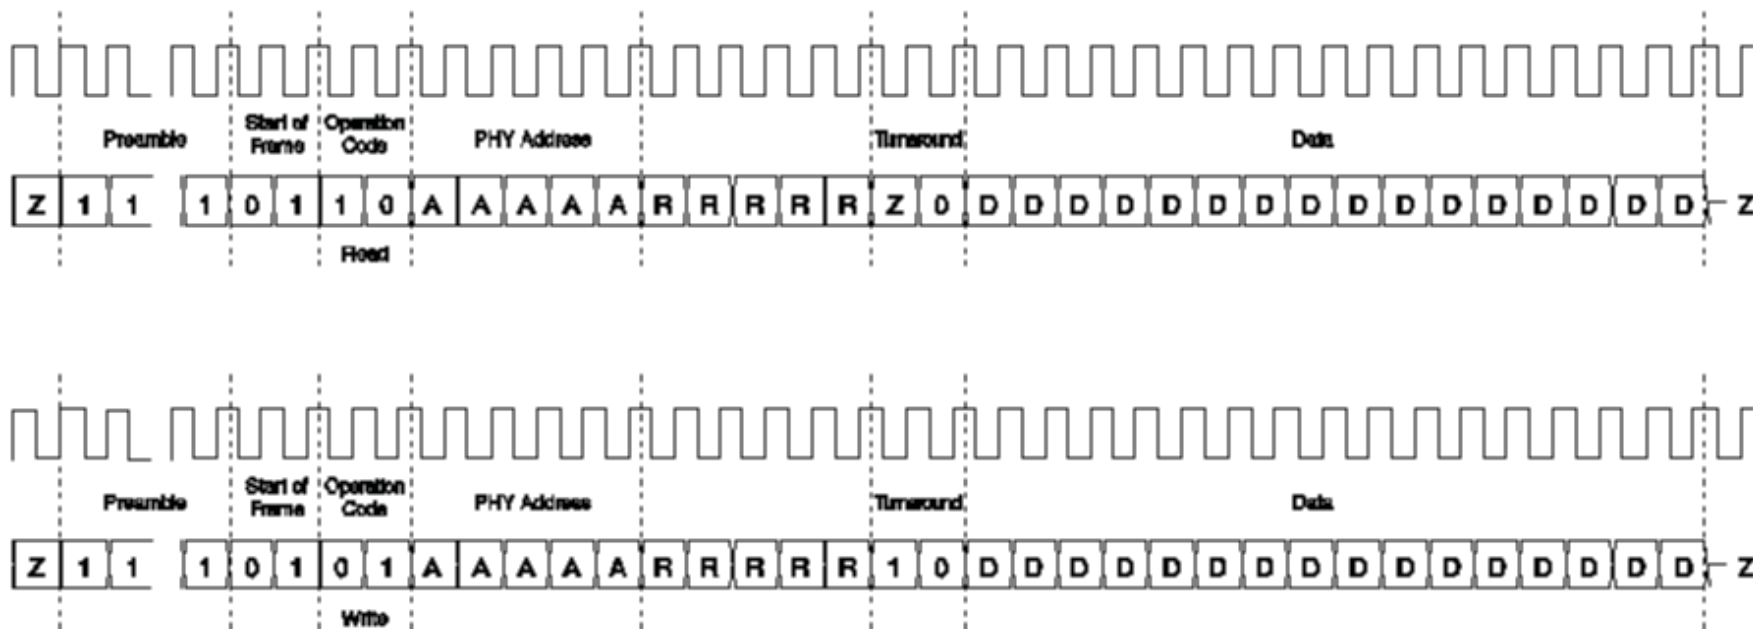 Preamble Start of Frame Operation Code PHY Address Turnaround Data
Z 1 1 1 0 1 1 0 A A A A A R R R R R Z 0 D D D D D D D D D D D D D D D D Z
Read
Preamble Start of Frame Operation Code PHY Address Turnaround Data
Z 1 1 1 0 1 0 1 A A A A A R R R R R 1 0 D D D D D D D D D D D D D D D D Z
Write